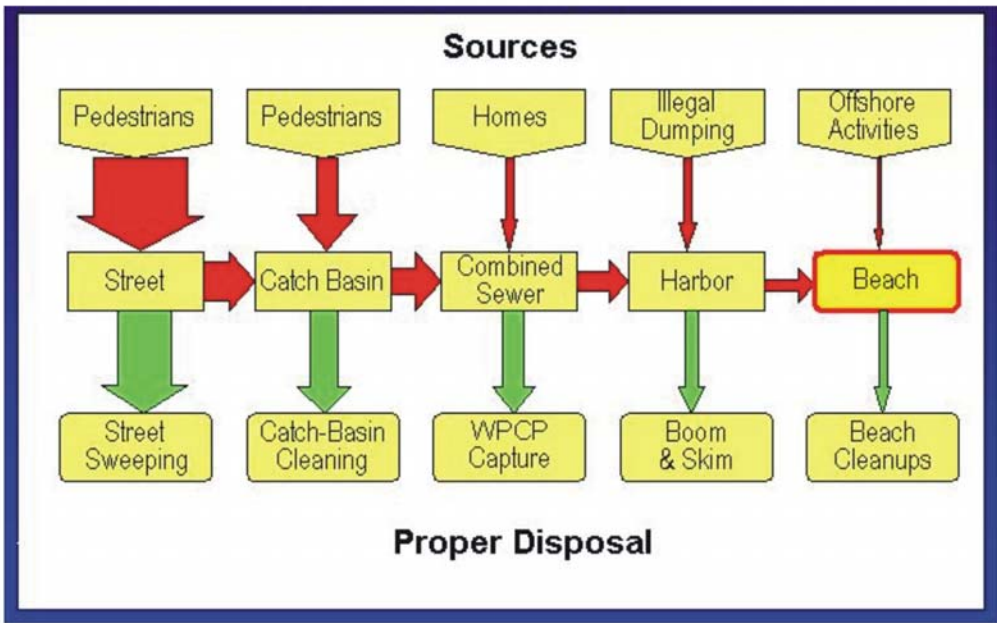 Sources
Pedestrians
Pedestrians
Homes
Illegal
Dumping
Offshore
Activities
Street
Catch Basin
Combined
Sewer
Harbor
Beach
Street
Sweeping
Catch-Basin
Cleaning
WPCP
Capture
Boom
& Skim
Beach
Cleanups
Proper Disposal